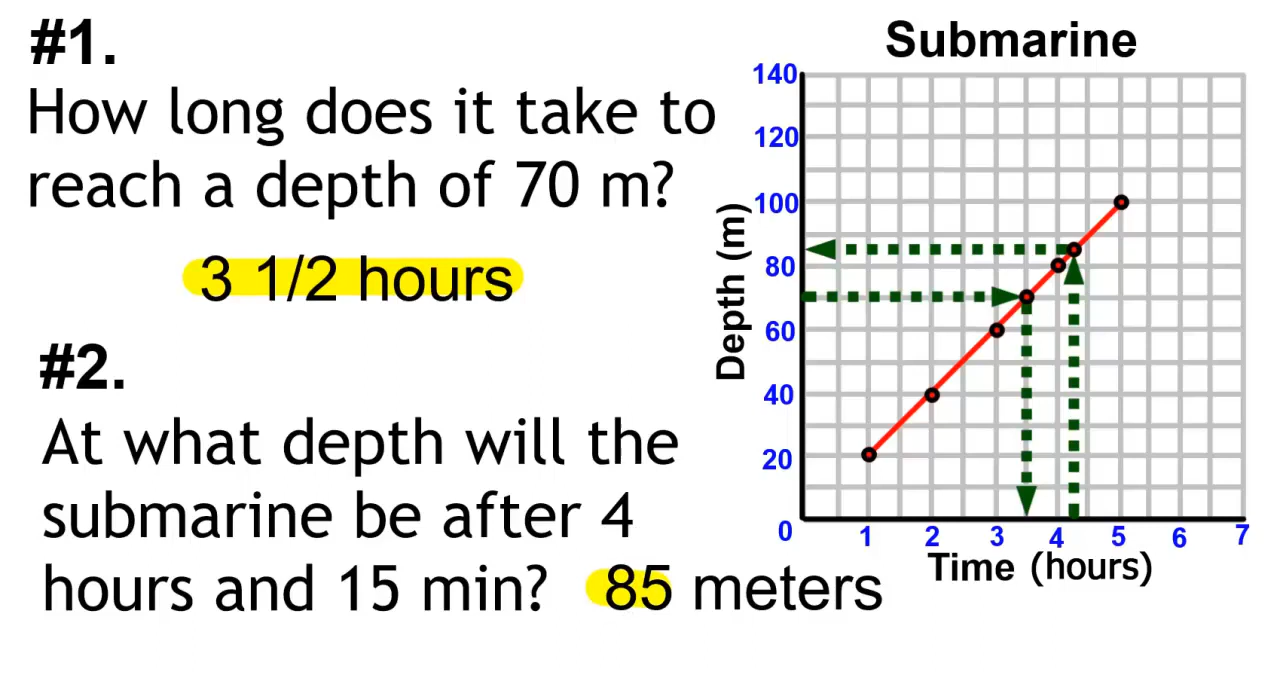 #1.
How long does it take to
reach a depth of 70 m?
3 1/2 hours
#2.
At what depth will the
submarine be after 4
hours and 15 min? 85 meters
Submarine
140
120
100
80
60
40
20
0
Depth (m)
1 2 3 4 5 6 7
Time (hours)